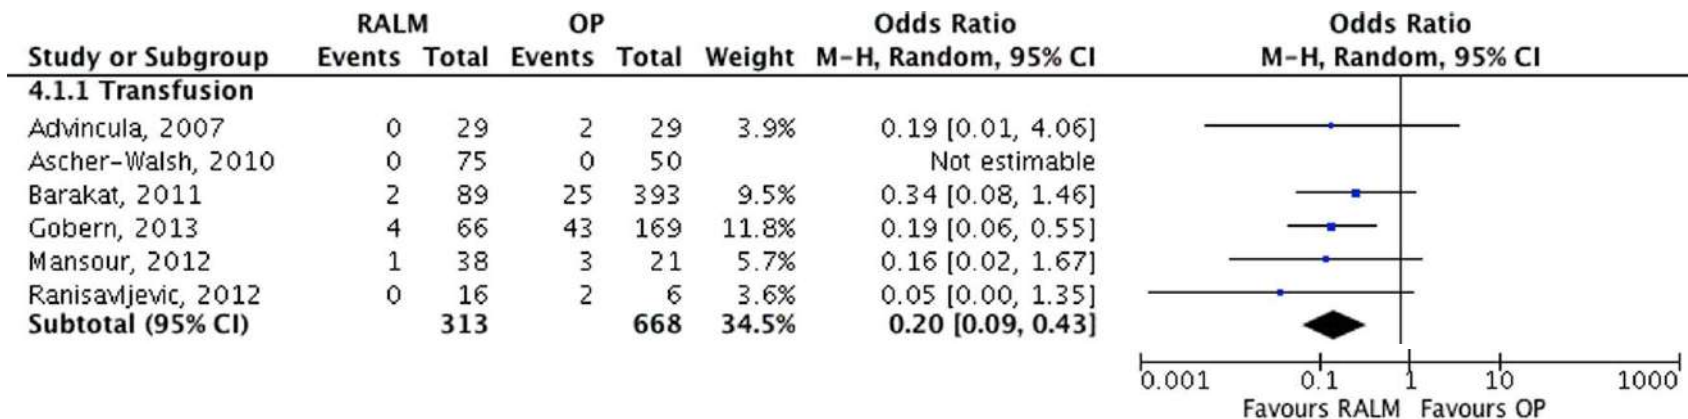 RALM OP Odds Ratio Odds Ratio
Study or Subgroup Events Total Events Total Weight M-H, Random, 95% CI M-H, Random, 95% CI
4.1.1 Transfusion
Advincula, 2007 0 29 2 29 3.9% 0.19 [0.01, 4.06]
Ascher-Walsh, 2010 0 75 0 50 Not estimable
Barakat, 2011 2 89 25 393 9.5% 0.34 [0.08, 1.46]
Gobern, 2013 4 66 43 169 11.8% 0.19 [0.06, 0.55]
Mansour, 2012 1 38 3 21 5.7% 0.16 [0.02, 1.67]
Ranisavljevic, 2012 0 16 2 6 3.6% 0.05 [0.00, 1.35]
Subtotal (95% CI) 313 668 34.5% 0.20 [0.09, 0.43]
0.001 0.1 1 10 1000
Favours RALM Favours OP